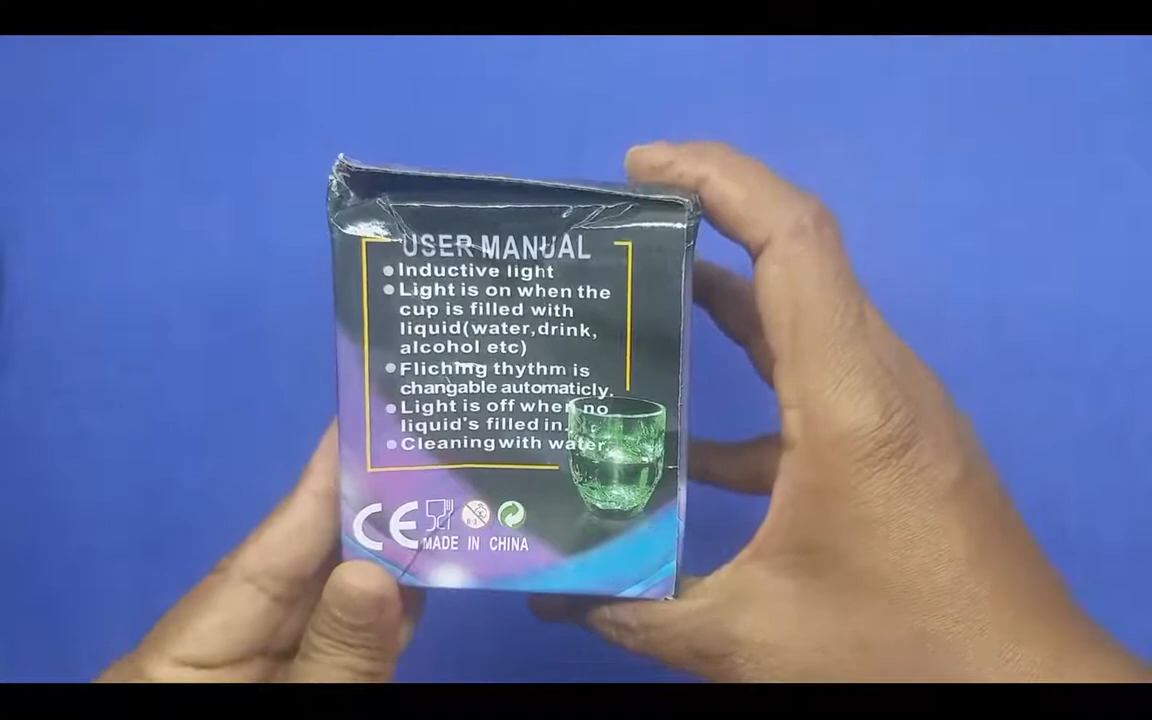 USER MANUAL
●Inductive light
●Light is on when the
cup is filled with
liquid(water,drink,
alcohol etc)
●Fliching thythm is
changable automaticly.
●Light is off when no
liquid's filled in.
●Cleaning with water
CE 0-3
MADE IN CHINA